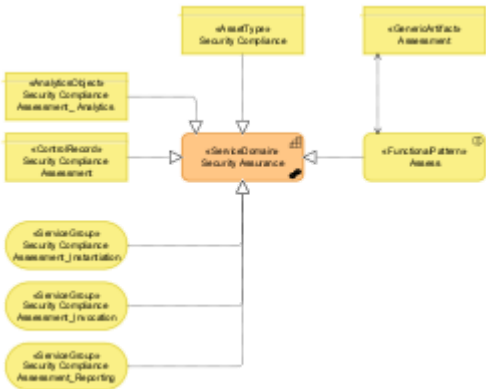 «AssetType»
Security Compliance
«GenericArtifact»
Assessment
«AnalyticsObject»
Security Compliance
Assessment_ Analytics
«ControlRecord»
Security Compliance
Assessment
«ServiceDomain»
Security Assurance
«FunctionalPattern»
Assess
«ServiceGroup»
Security Compliance
Assessment_Instantiation
«ServiceGroup»
Security Compliance
Assessment_Invocation
«ServiceGroup»
Security Compliance
Assessment_Reporting